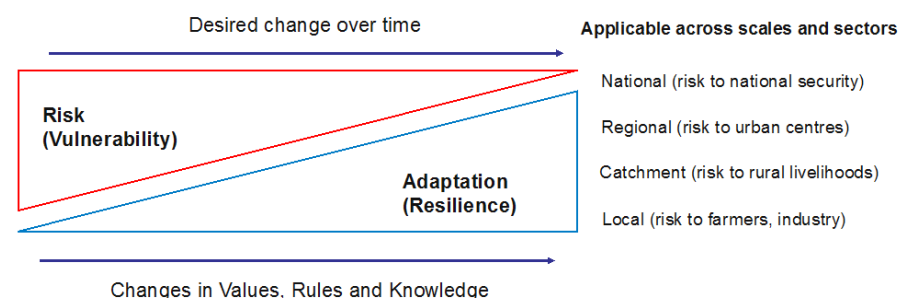 Desired change over time
Applicable across scales and sectors
National (risk to national security)
Risk
(Vulnerability)
Regional (risk to urban centres)
Catchment (risk to rural livelihoods)
Adaptation
(Resilience)
Local (risk to farmers, industry)
Changes in Values, Rules and Knowledge